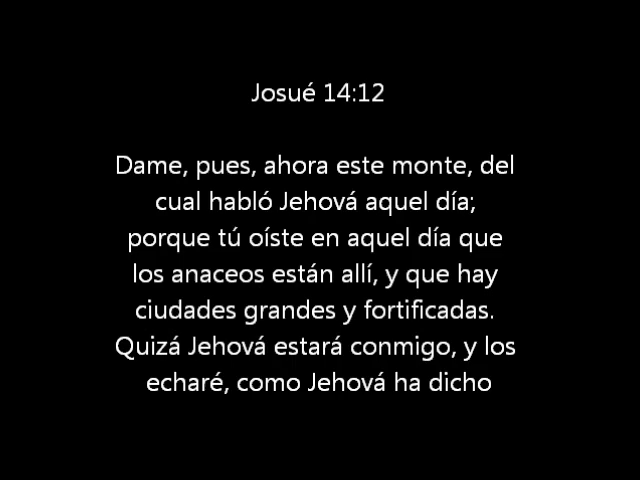 Josué 14:12
Dame, pues, ahora este monte, del
cual habló Jehová aquel día;
porque tú oíste en aquel día que
los anaceos están allí, y que hay
ciudades grandes y fortificadas.
Quizá Jehová estará conmigo, y los
echaré, como Jehová ha dicho